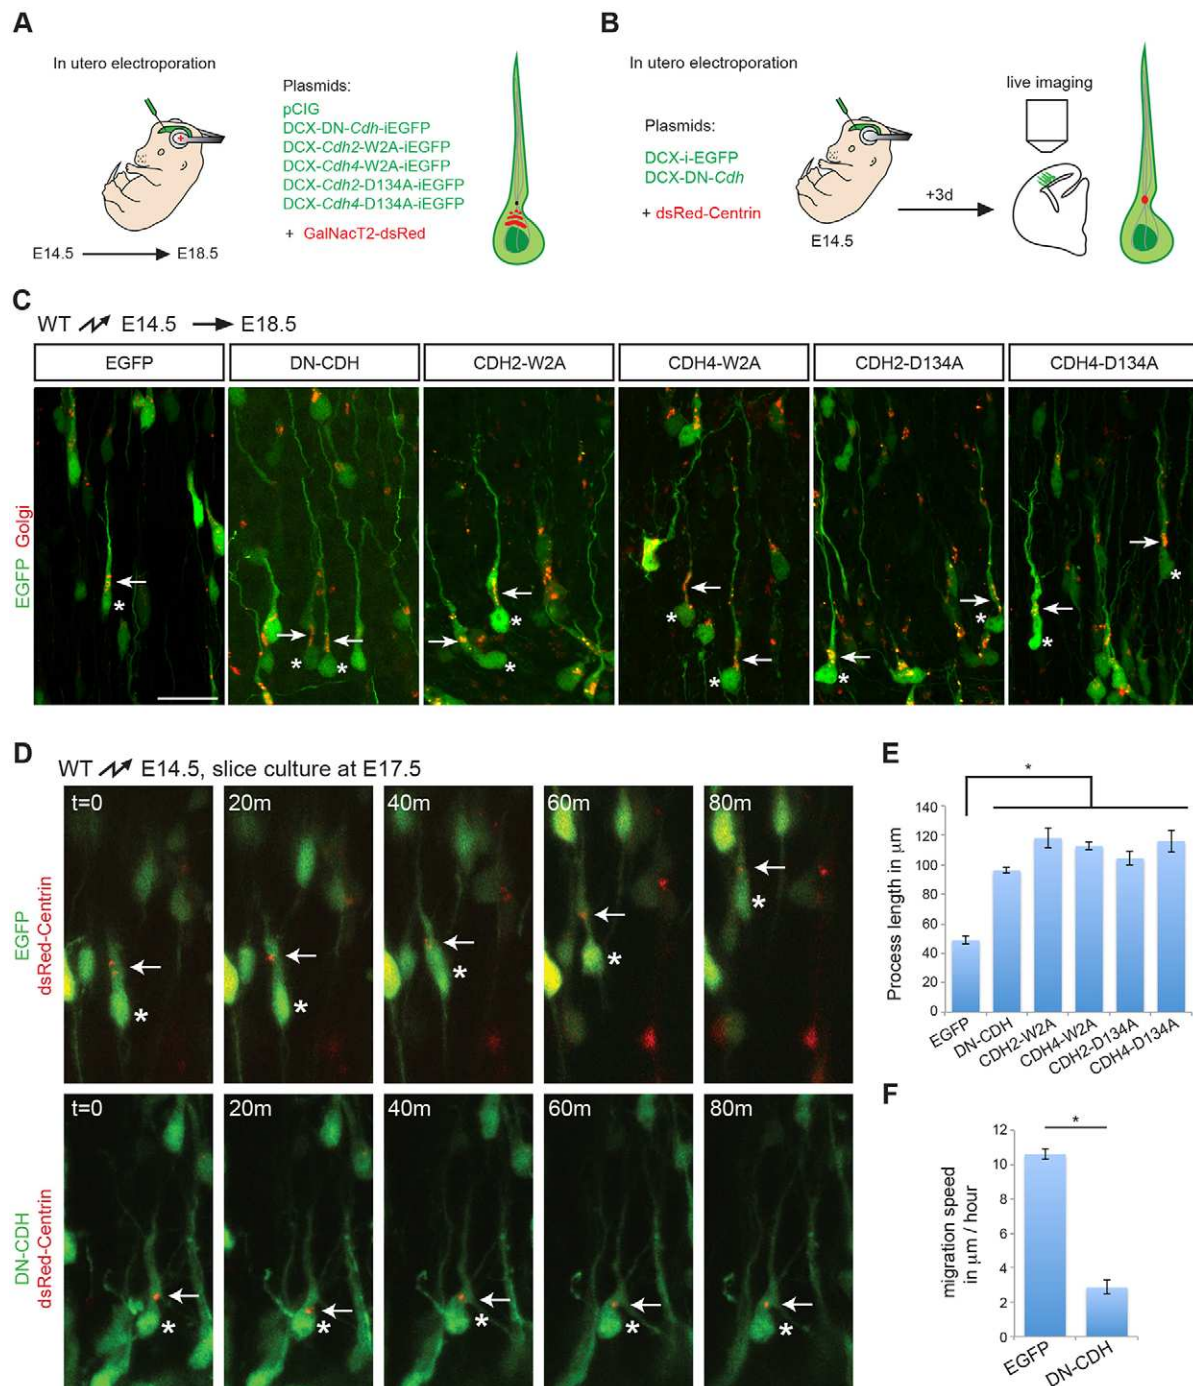 A
In utero electroporation
Plasmids:
pCIG
DCX-DN-Cdh-iEGFP
DCX-Cdh2-W2A-iEGFP
DCX-Cdh4-W2A-iEGFP
DCX-Cdh2-D134A-iEGFP
DCX-Cdh4-D134A-iEGFP
+ GalNacT2-dsRed
E14.5 E18.5
B
In utero electroporation
Plasmids:
DCX-i-EGFP
DCX-DN-Cdh
+ dsRed-Centrin
E14.5
+3d
live imaging
C
WT E14.5 E18.5
EGFP DN-CDH CDH2-W2A CDH4-W2A CDH2-D134A CDH4-D134A
EGFP Golgi
* * * * * * * * * * *
D
WT E14.5, slice culture at E17.5
EGFP
dsRed-Centrin
t=0 20m 40m 60m 80m
* * * * *
DN-CDH
dsRed-Centrin
t=0 20m 40m 60m 80m
* * * * *
E
*
Process length in µm
140
120
100
80
60
40
20
0
EGFP DN-CDH CDH2-W2A CDH4-W2A CDH2-D134A CDH4-D134A
F
*
migration speed
in µm / hour
12
10
8
6
4
2
0
EGFP DN-CDH